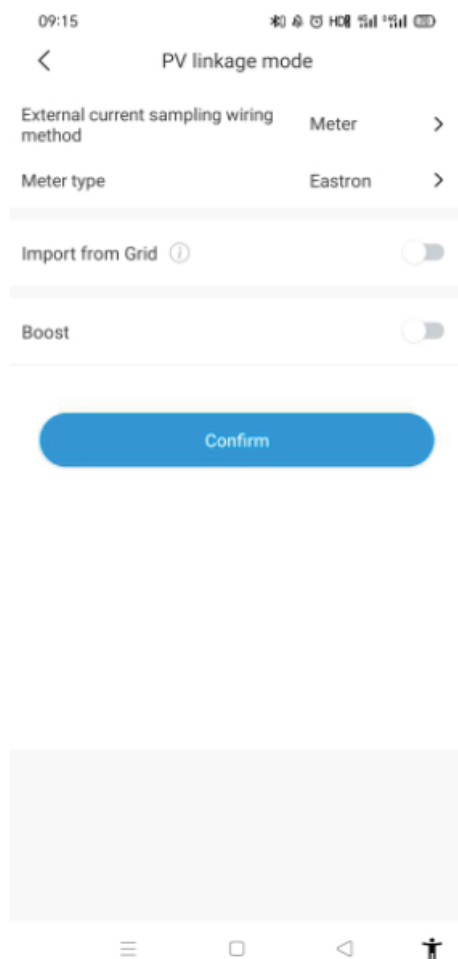 09:15
PV linkage mode
External current sampling wiring
method
Meter
Meter type
Eastron
Import from Grid
Boost
Confirm